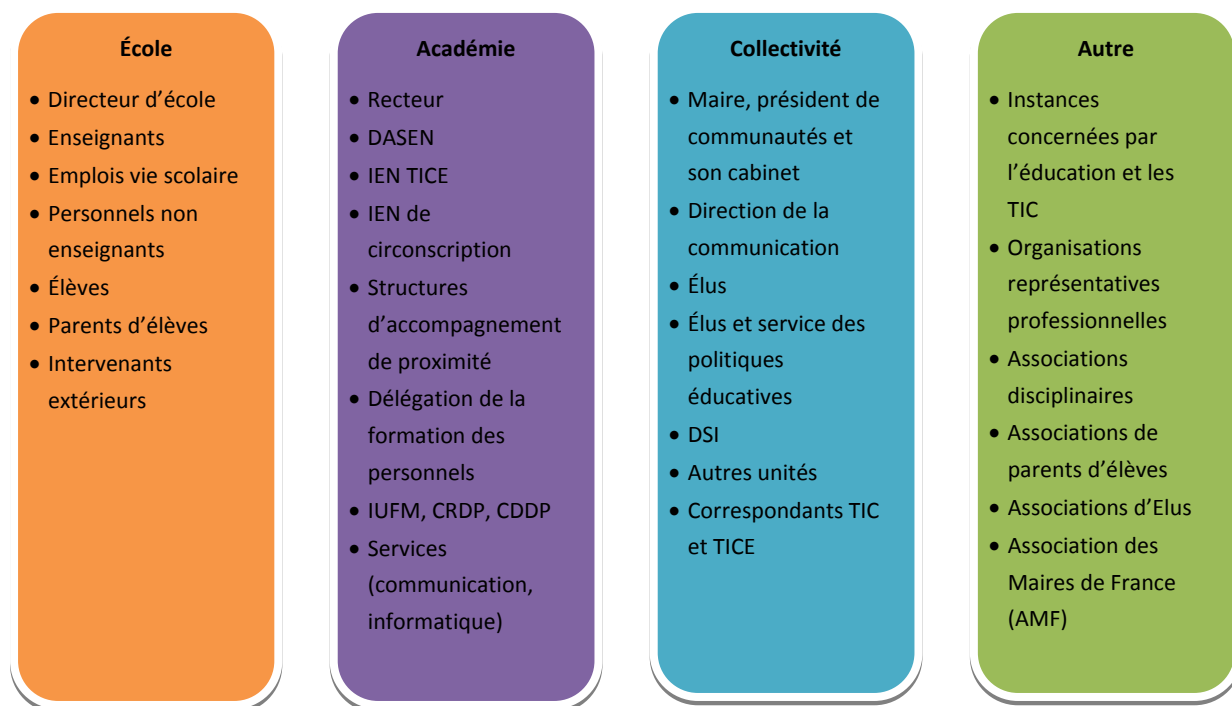 École
• Directeur d’école
• Enseignants
• Emplois vie scolaire
• Personnels non
enseignants
• Élèves
• Parents d’élèves
• Intervenants
extérieurs
Académie
• Recteur
• DASEN
• IEN TICE
• IEN de
circonscription
• Structures
d’accompagnement
de proximité
• Délégation de la
formation des
personnels
• IUFM, CRDP, CDDP
• Services
(communication,
informatique)
Collectivité
• Maire, président de
communautés et
son cabinet
• Direction de la
communication
• Élus
• Élus et service des
politiques
éducatives
• DSI
• Autres unités
• Correspondants TIC
et TICE
Autre
• Instances
concernées par
l’éducation et les
TIC
• Organisations
représentatives
professionnelles
• Associations
disciplinaires
• Associations de
parents d’élèves
• Associations d’Elus
• Association des
Maires de France
(AMF)